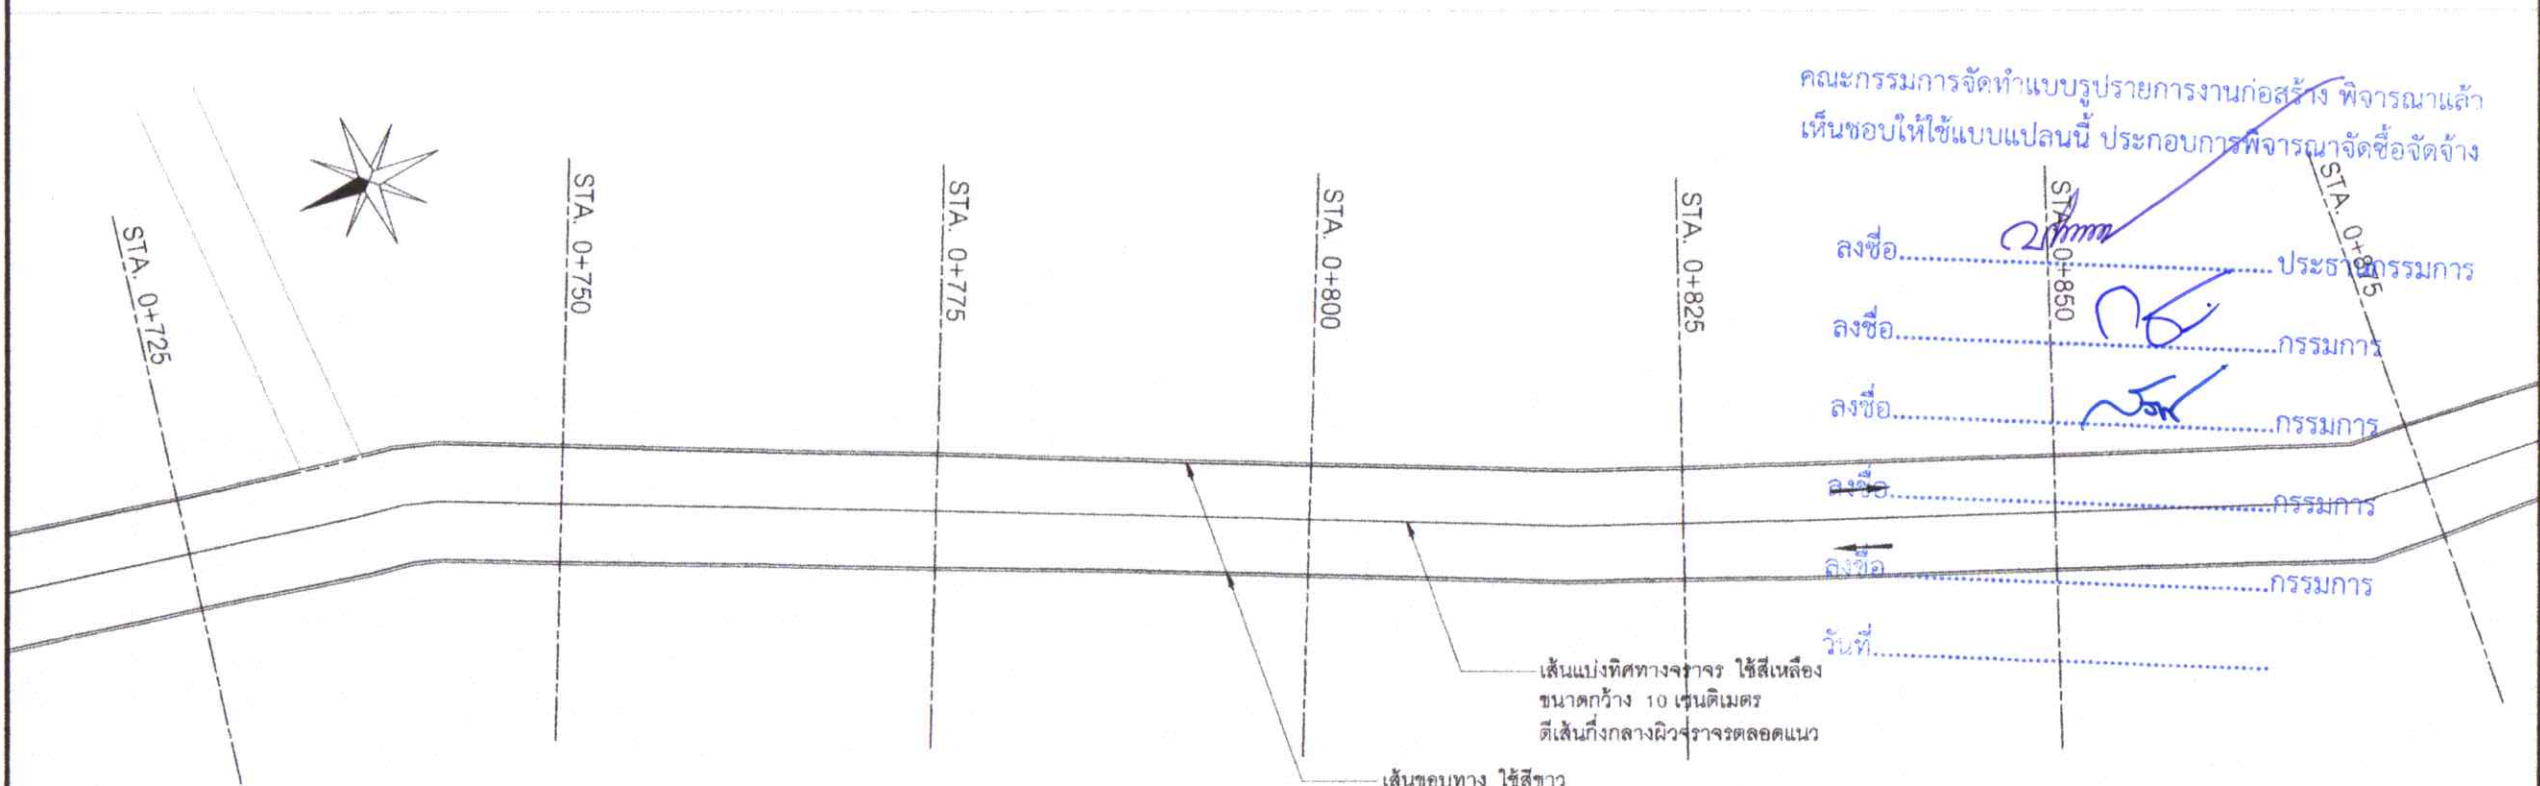 คณะกรรมการจัดทำแบบรูปรายการงานก่อสร้าง พิจารณาแล้ว
เห็นชอบให้ใช้แบบแปลนนี้ ประกอบการพิจารณาจัดซื้อจัดจ้าง
STA. 0+725
STA. 0+750
STA. 0+775
STA. 0+800
STA. 0+825
STA. 0+850
STA. 0+875
ลงชื่อ..............................ประธานกรรมการ
ลงชื่อ..............................กรรมการ
ลงชื่อ..............................กรรมการ
ลงชื่อ..............................กรรมการ
ลงชื่อ..............................กรรมการ
วันที่..............................
เส้นแบ่งทิศทางจราจร ใช้สีเหลือง
ขนาดกว้าง 10 เซนติเมตร
ตีเส้นกึ่งกลางผิวจราจรตลอดแนว
เส้นขอบทาง ใช้สีขาว